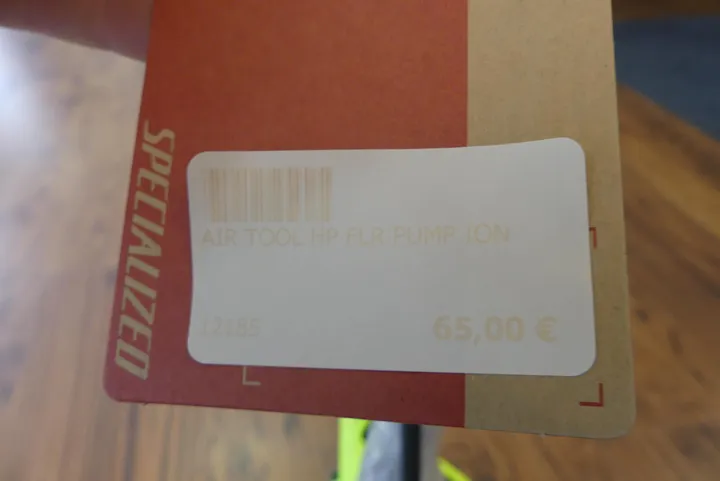 SPECIALIZED
AIR TOOL HP FLR PUMP ION
12185
65,00 €